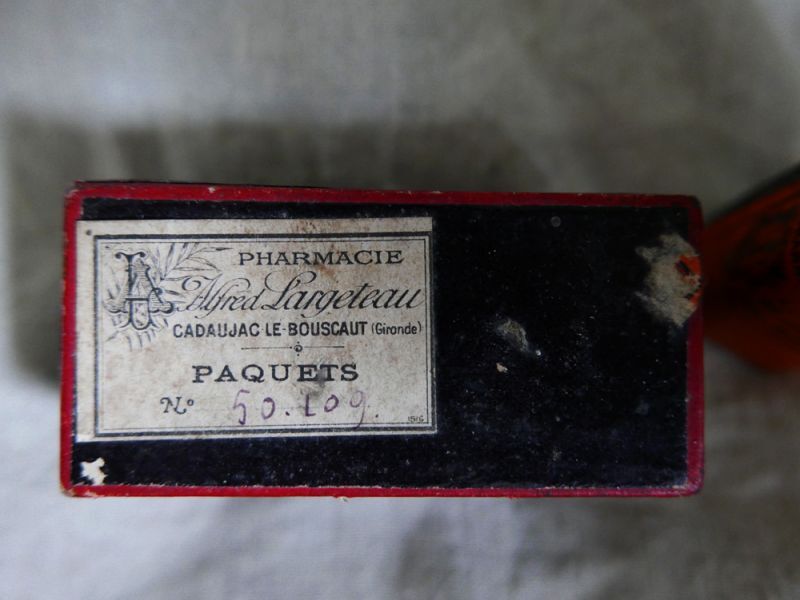 PHARMACIE
Alfred Largeteau
CADAUJAC-LE-BOUSCAUT (Gironde)
PAQUETS
No 50.109.